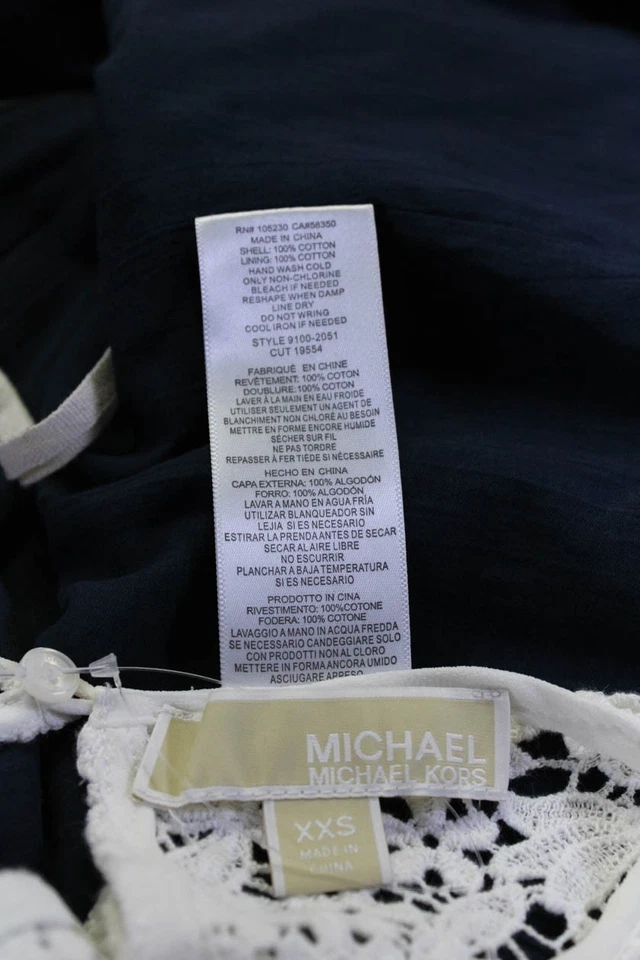 RN# 105230 CA#58350
MADE IN CHINA
SHELL: 100% COTTON
LINING: 100% COTTON
HAND WASH COLD
ONLY NON-CHLORINE
BLEACH IF NEEDED
RESHAPE WHEN DAMP
LINE DRY
DO NOT WRING
COOL IRON IF NEEDED
STYLE 9100-2051
CUT 19554
FABRIQUÉ EN CHINE
REVÊTEMENT: 100% COTON
DOUBLURE: 100% COTON
LAVER À LA MAIN EN EAU FROIDE
UTILISER SEULEMENT UN AGENT DE
BLANCHIMENT NON CHLORÉ AU BESOIN
METTRE EN FORME ENCORE HUMIDE
SÉCHER SUR FIL
NE PAS TORDRE
REPASSER À FER TIÈDE SI NÉCESSAIRE
HECHO EN CHINA
CAPA EXTERNA: 100% ALGODÓN
FORRO: 100% ALGODÓN
LAVAR A MANO EN AGUA FRÍA
UTILIZAR BLANQUEADOR SIN
LEJIA SI ES NECESARIO
ESTIRAR LA PRENDA ANTES DE SECAR
SECAR AL AIRE LIBRE
NO ESCURRIR
PLANCHAR A BAJA TEMPERATURA
SI ES NECESARIO
PRODOTTO IN CINA
RIVESTIMENTO: 100%COTONE
FODERA: 100% COTONE
LAVAGGIO A MANO IN ACQUA FREDDA
SE NECESSARIO CANDEGGIARE SOLO
CON PRODOTTI NON AL CLORO
METTERE IN FORMA ANCORA UMIDO
ASCIUGARE APPESO
MICHAEL
MICHAEL KORS
XXS
MADE IN
CHINA